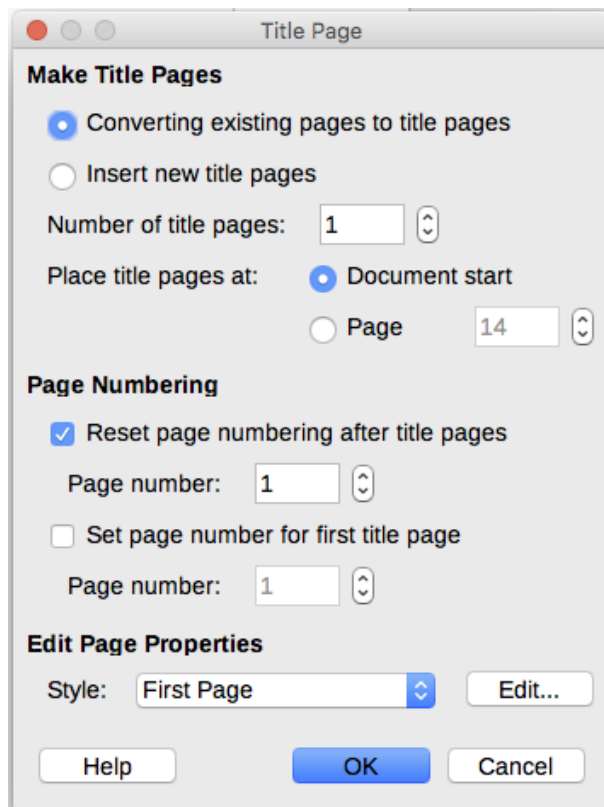 Title Page
Make Title Pages
Converting existing pages to title pages
Insert new title pages
Number of title pages: 1
Place title pages at: Document start
Page 14
Page Numbering
Reset page numbering after title pages
Page number: 1
Set page number for first title page
Page number: 1
Edit Page Properties
Style: First Page Edit...
Help OK Cancel